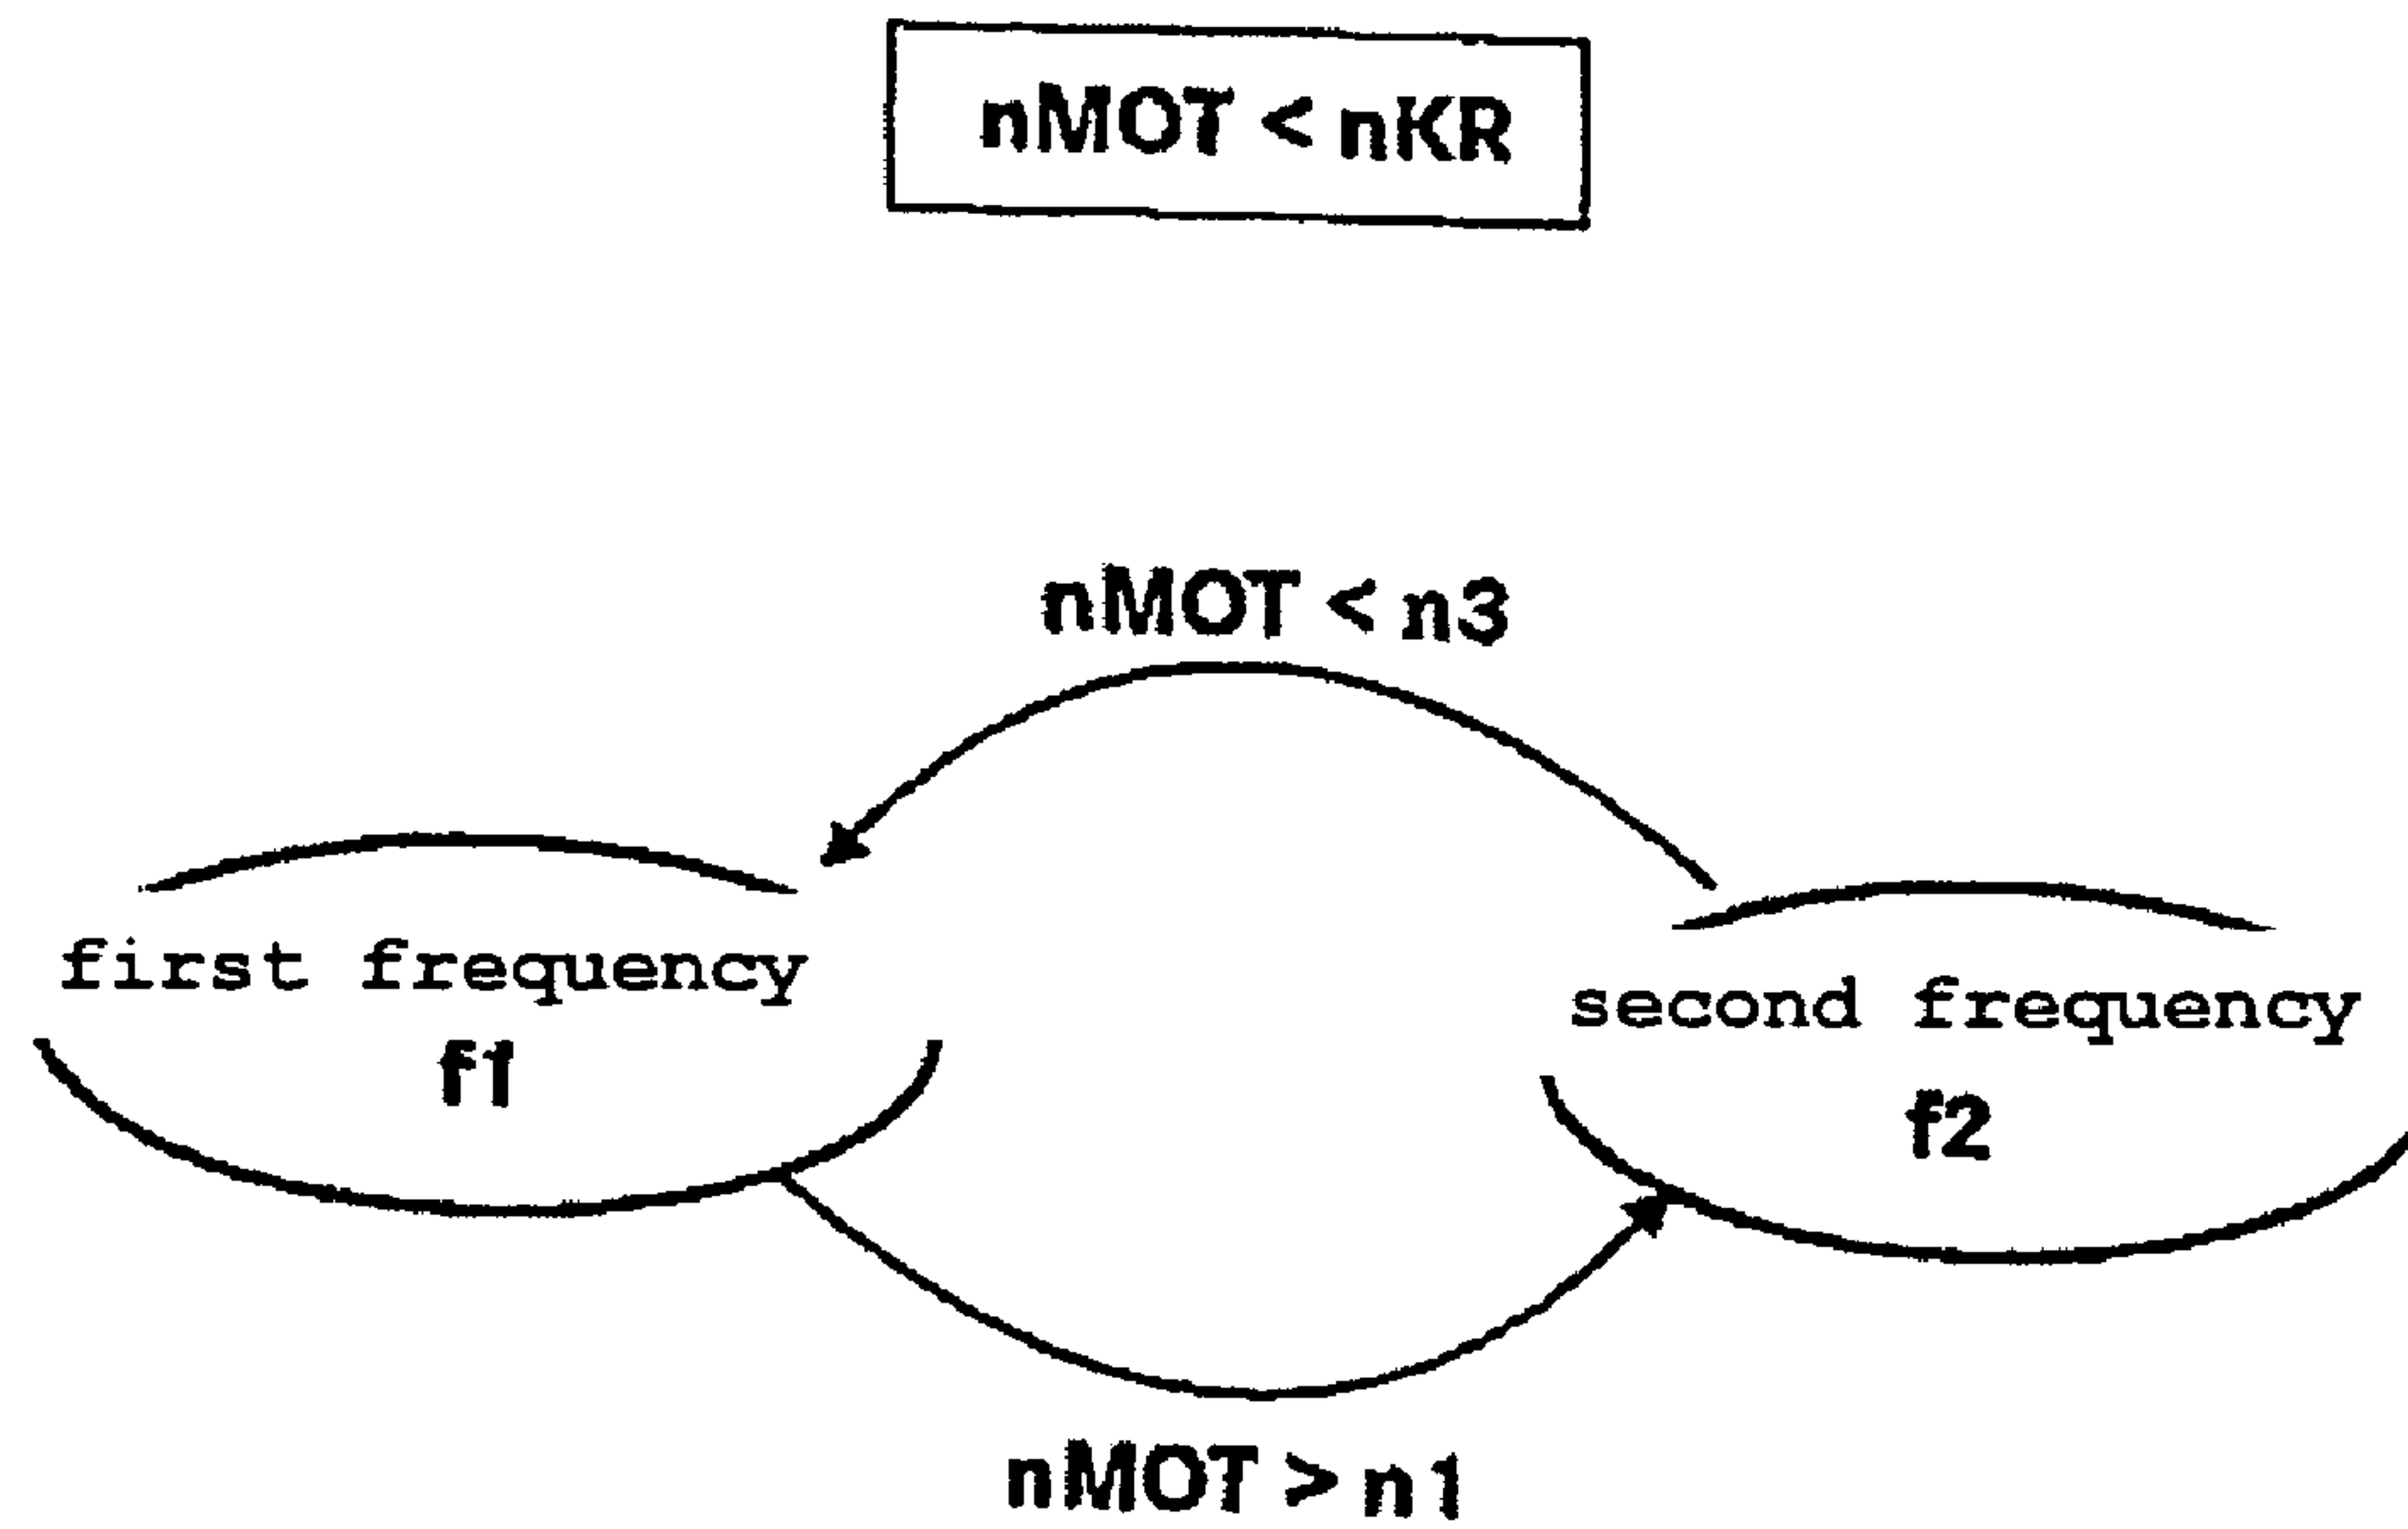 nMOT < nKR
nMOT < n3
first frequency
f1
second frequency
f2
nMOT > n1